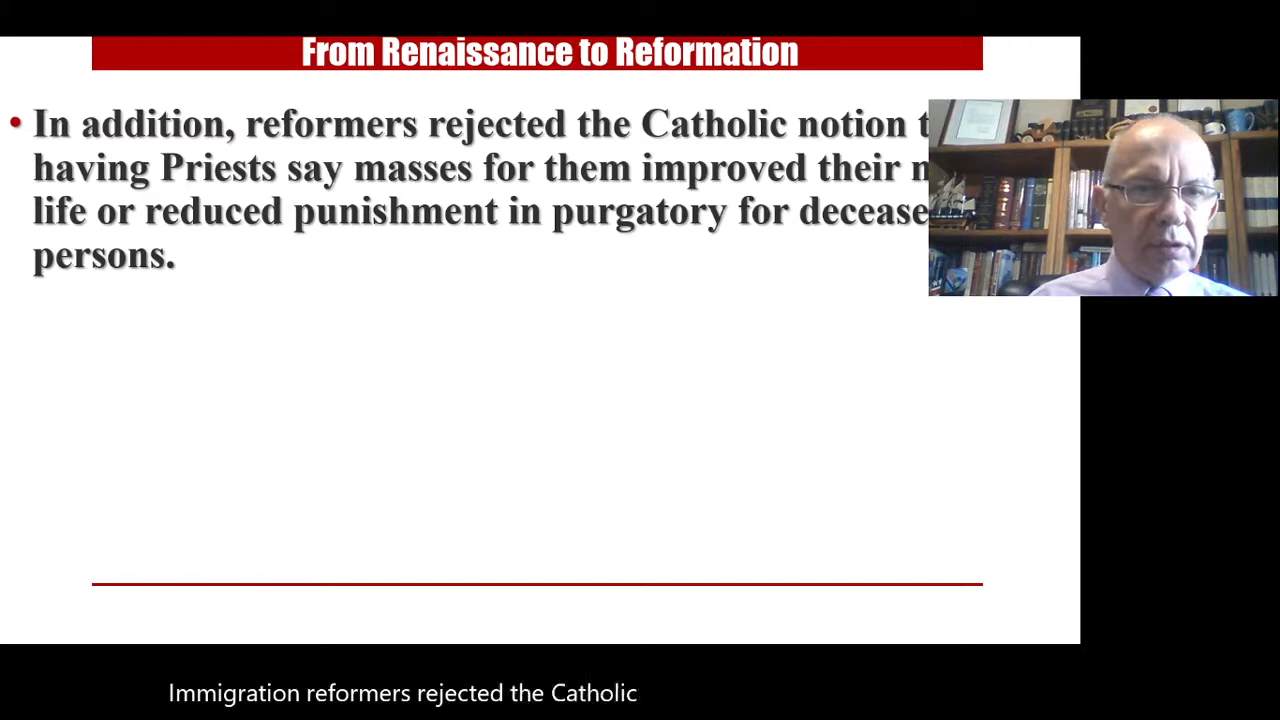 From Renaissance to Reformation
• In addition, reformers rejected the Catholic notion
having Priests say masses for them improved their
life or reduced punishment in purgatory for decease
persons.
Immigration reformers rejected the Catholic